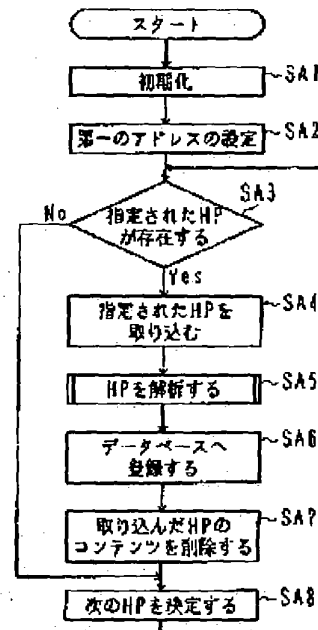 スタート
初期化
SA1
第一のアドレスの設定
SA2
SA3
指定されたHP
が存在する
No
Yes
指定されたHPを
取り込む
SA4
HPを解析する
SA5
データベースへ
登録する
SA6
取り込んだHPの
コンテンツを削除する
SA7
次のHPを決定する
SA8